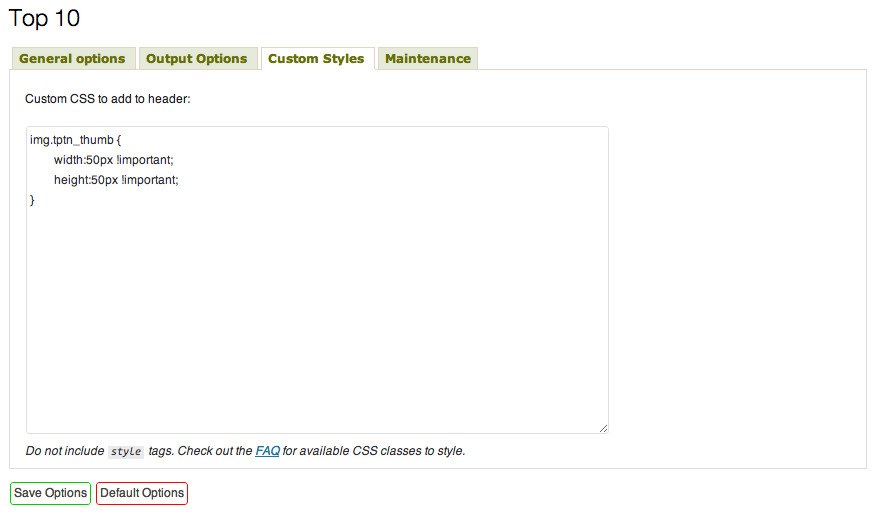 Top 10
General options Output Options Custom Styles Maintenance
Custom CSS to add to header:
img.tptn_thumb {
width:50px !important;
height:50px !important;
}
Do not include style tags. Check out the FAQ for available CSS classes to style.
Save Options Default Options